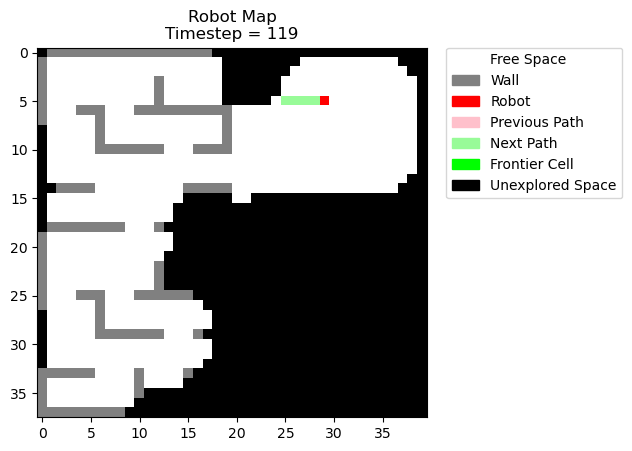 Robot Map
Timestep = 119
0
5
10
15
20
25
30
35
0
5
10
15
20
25
30
35
Free Space
Wall
Robot
Previous Path
Next Path
Frontier Cell
Unexplored Space